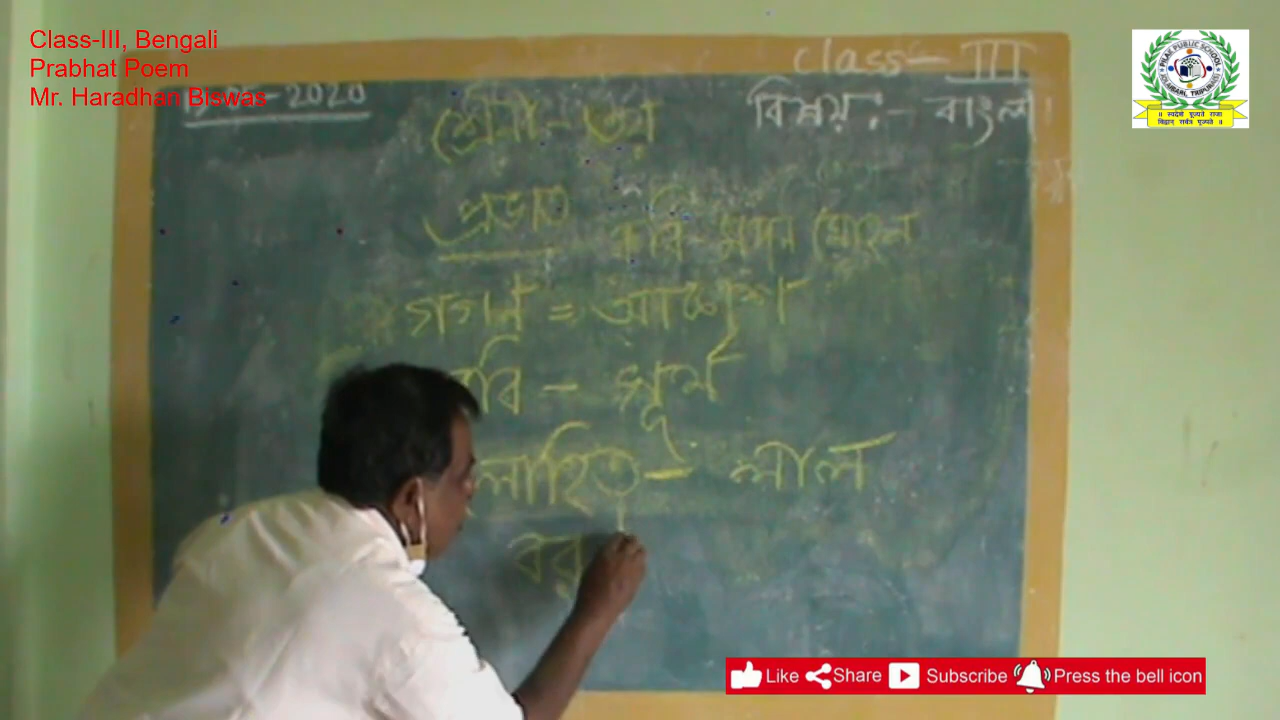 Class-III, Bengali
Prabhat Poem
Mr. Haradhan Biswas
Class- III
2020
বিষয়:- বাংলা
প্রভাত
কবি- মদন মোহন
গগন = আকাশ
রবি - সূর্য
লোহিত - লাল
Like Share Subscribe Press the bell icon